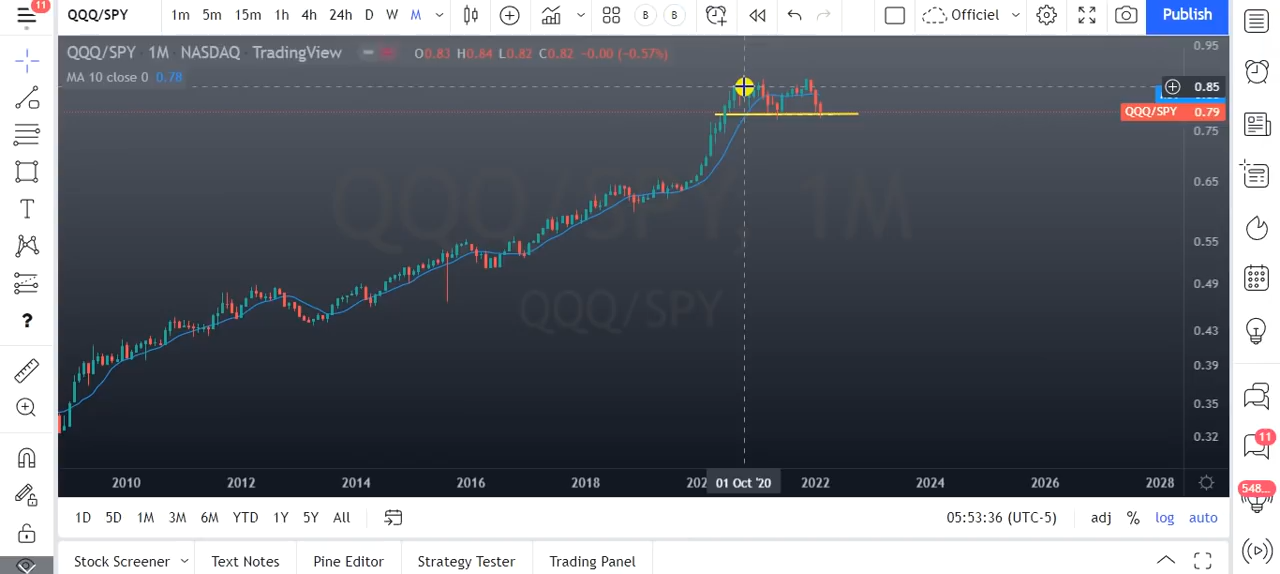 11
QQQ/SPY 1m 5m 15m 1h 4h 24h D W M B B Officiel Publish
QQQ/SPY · 1M · NASDAQ · TradingView O0.83 H0.84 L0.82 C0.82 -0.00 (-0.57%)
MA 10 close 0 0.78
0.95
0.85
QQQ/SPY 0.79
0.75
0.65
0.55
0.49
0.43
0.39
0.35
0.32
QQQ/SPY, 1M
QQQ/SPY
2010 2012 2014 2016 2018 01 Oct '20 2022 2024 2026 2028
1D 5D 1M 3M 6M YTD 1Y 5Y All 05:53:36 (UTC-5) adj % log auto
Stock Screener Text Notes Pine Editor Strategy Tester Trading Panel
T
?
11
548...